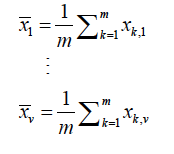 x̄₁ = 1/m ∑ₖ₌₁ᵐ xₖ,₁
⋮
x̄ᵥ = 1/m ∑ₖ₌₁ᵐ xₖ,ᵥ